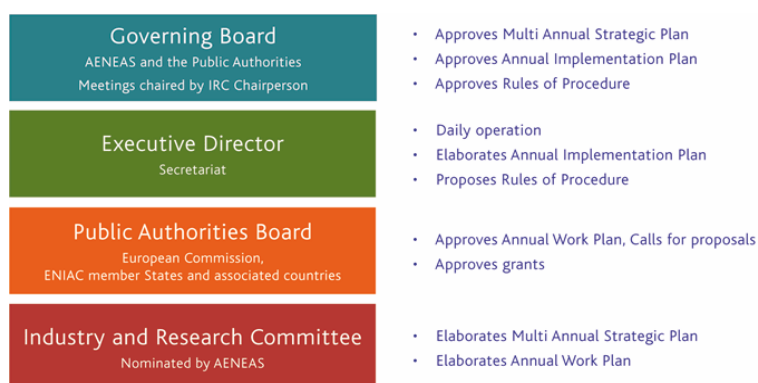 Governing Board
AENEAS and the Public Authorities
Meetings chaired by IRC Chairperson
• Approves Multi Annual Strategic Plan
• Approves Annual Implementation Plan
• Approves Rules of Procedure
Executive Director
Secretariat
• Daily operation
• Elaborates Annual Implementation Plan
• Proposes Rules of Procedure
Public Authorities Board
European Commission,
ENIAC member States and associated countries
• Approves Annual Work Plan, Calls for proposals
• Approves grants
Industry and Research Committee
Nominated by AENEAS
• Elaborates Multi Annual Strategic Plan
• Elaborates Annual Work Plan